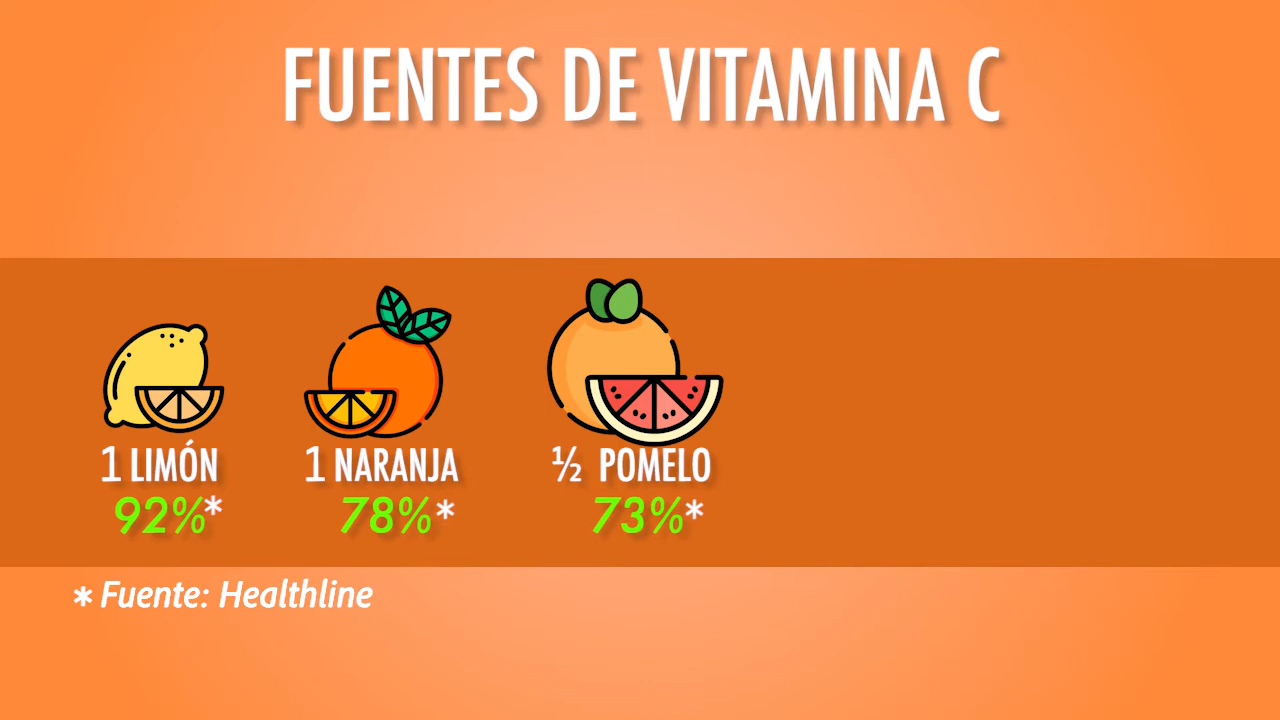 FUENTES DE VITAMINA C
1 LIMÓN
92%*
1 NARANJA
78%*
½ POMELO
73%*
* Fuente: Healthline